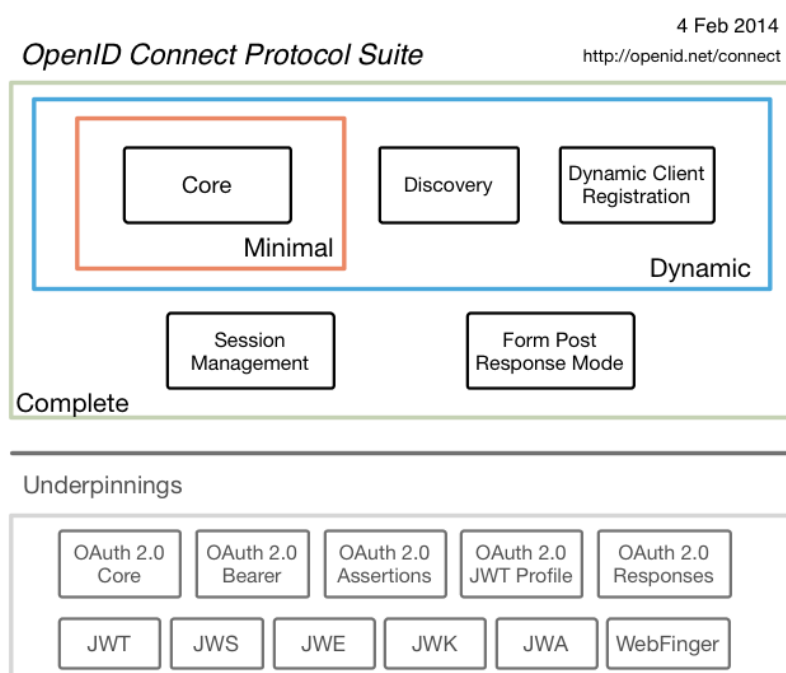 4 Feb 2014
OpenID Connect Protocol Suite
http://openid.net/connect
Core
Discovery
Dynamic Client
Registration
Minimal
Dynamic
Session
Management
Form Post
Response Mode
Complete
Underpinnings
OAuth 2.0
Core
OAuth 2.0
Bearer
OAuth 2.0
Assertions
OAuth 2.0
JWT Profile
OAuth 2.0
Responses
JWT
JWS
JWE
JWK
JWA
WebFinger